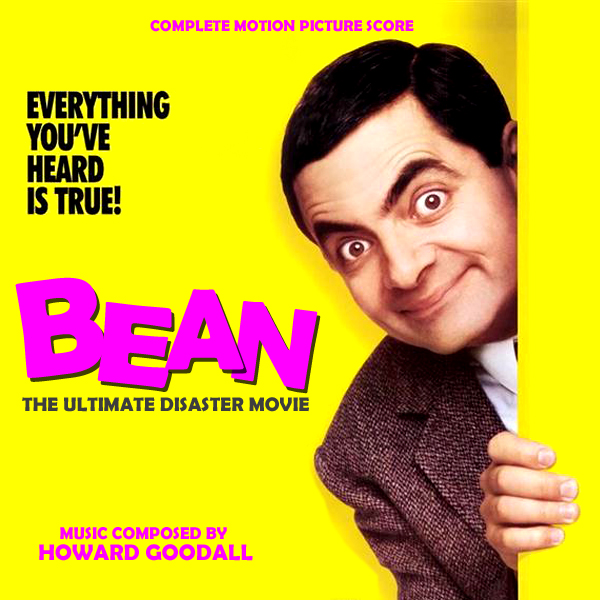 COMPLETE MOTION PICTURE SCORE
EVERYTHING
YOU'VE
HEARD
IS TRUE!
BEAN
THE ULTIMATE DISASTER MOVIE
MUSIC COMPOSED BY
HOWARD GOODALL